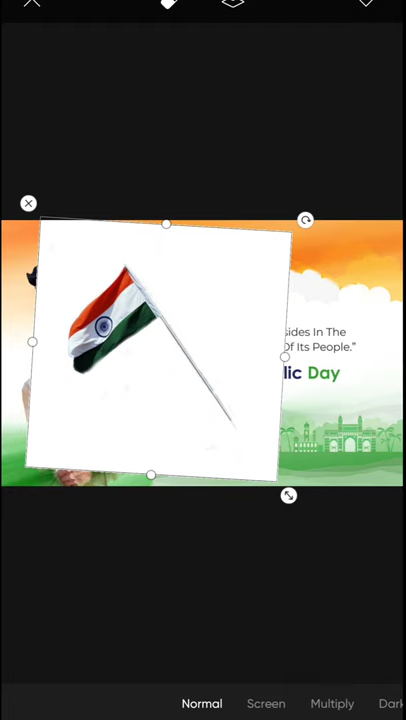 sides In The
Of Its People.”
lic Day
Normal Screen Multiply Dark